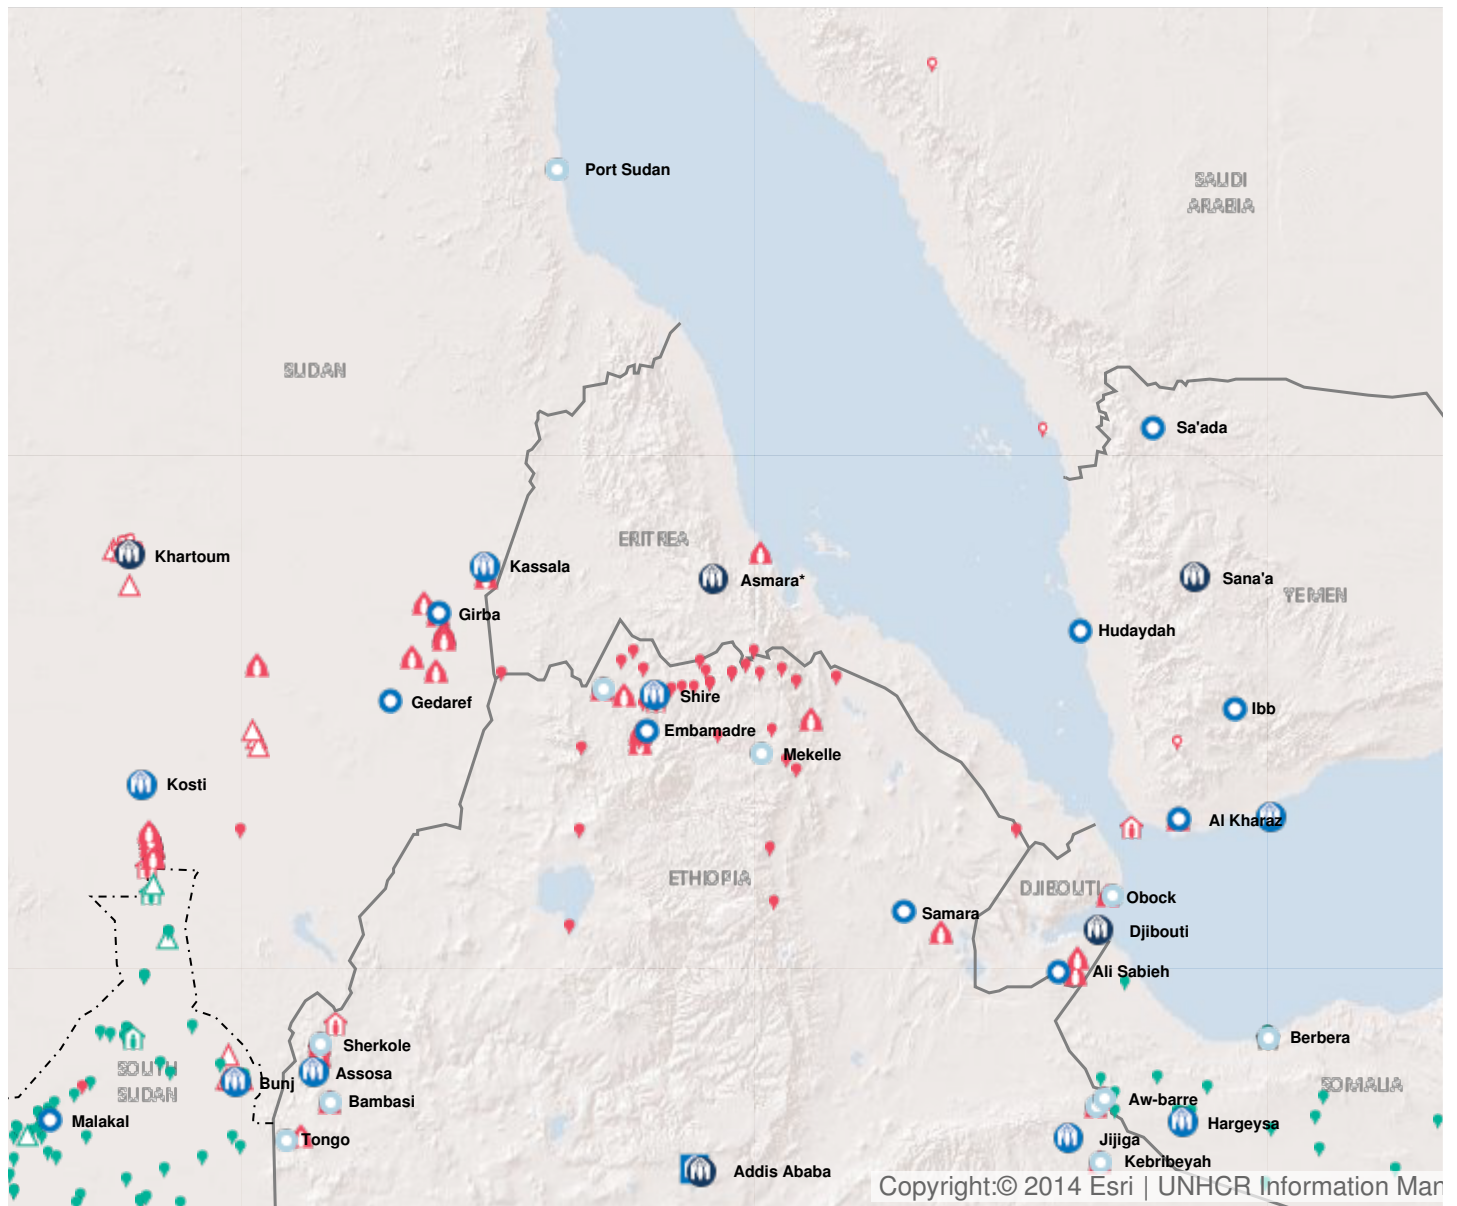 Port Sudan
SAUDI
ARABIA
SUDAN
Sa'ada
ERITREA
Khartoum
Kassala
Asmara*
Sana'a
YEMEN
Girba
Hudaydah
Gedaref
Shire
Ibb
Embamadre
Mekelle
Kosti
Al Kharaz
ETHIOPIA
DJIBOUTI
Obock
Samara
Djibouti
Ali Sabieh
Berbera
Sherkole
SOUTH
SUDAN
Assosa
Bunj
SOMALIA
Bambasi
Aw-barre
Malakal
Hargeysa
Tongo
Jijiga
Kebribeyah
Addis Ababa
Copyright:© 2014 Esri | UNHCR Information Man